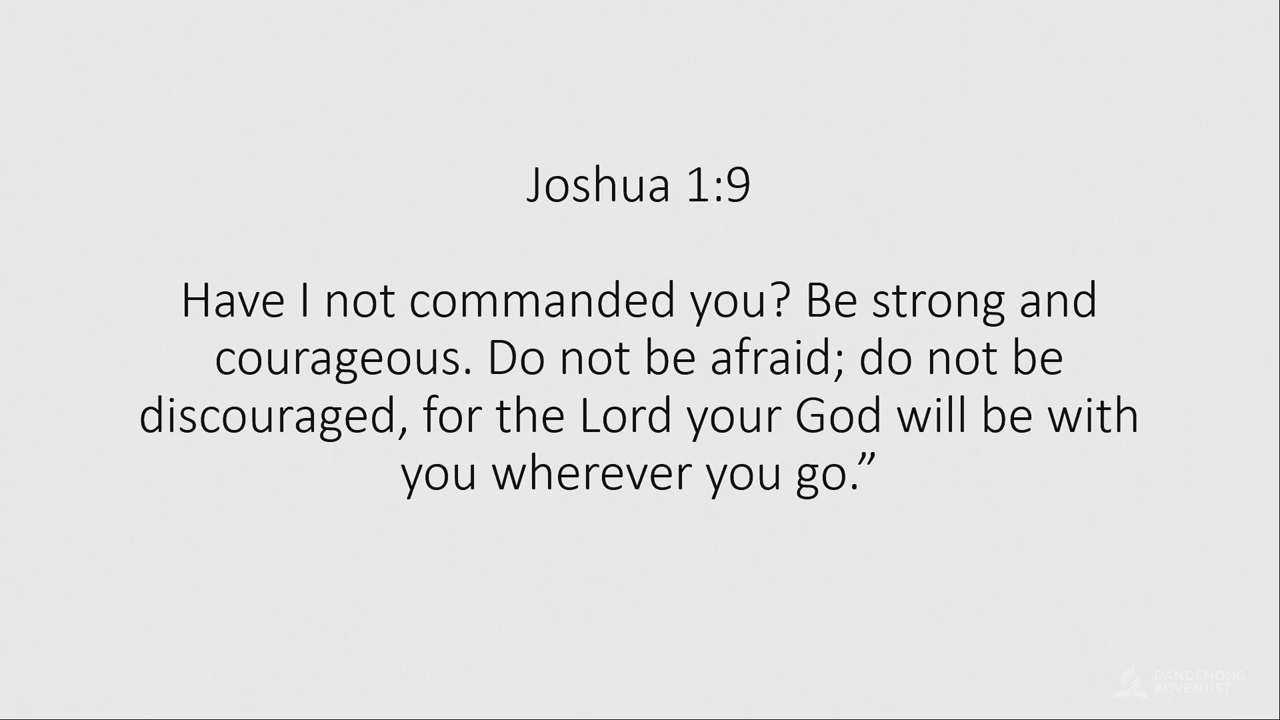 Joshua 1:9
Have I not commanded you? Be strong and
courageous. Do not be afraid; do not be
discouraged, for the Lord your God will be with
you wherever you go.”
DANDENONG
ADVENTIST